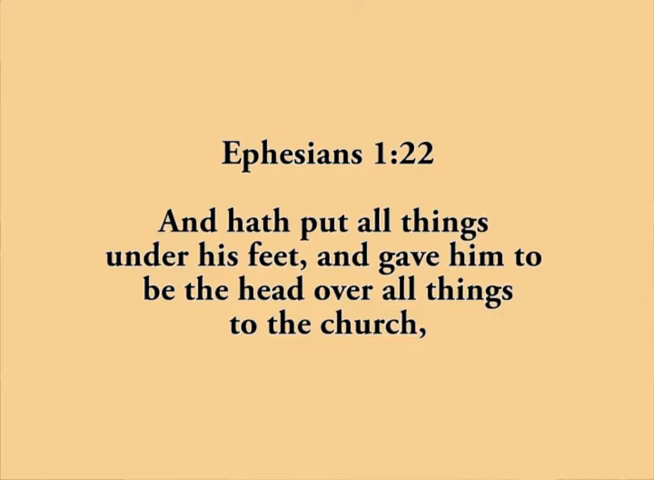 Ephesians 1:22
And hath put all things
under his feet, and gave him to
be the head over all things
to the church,